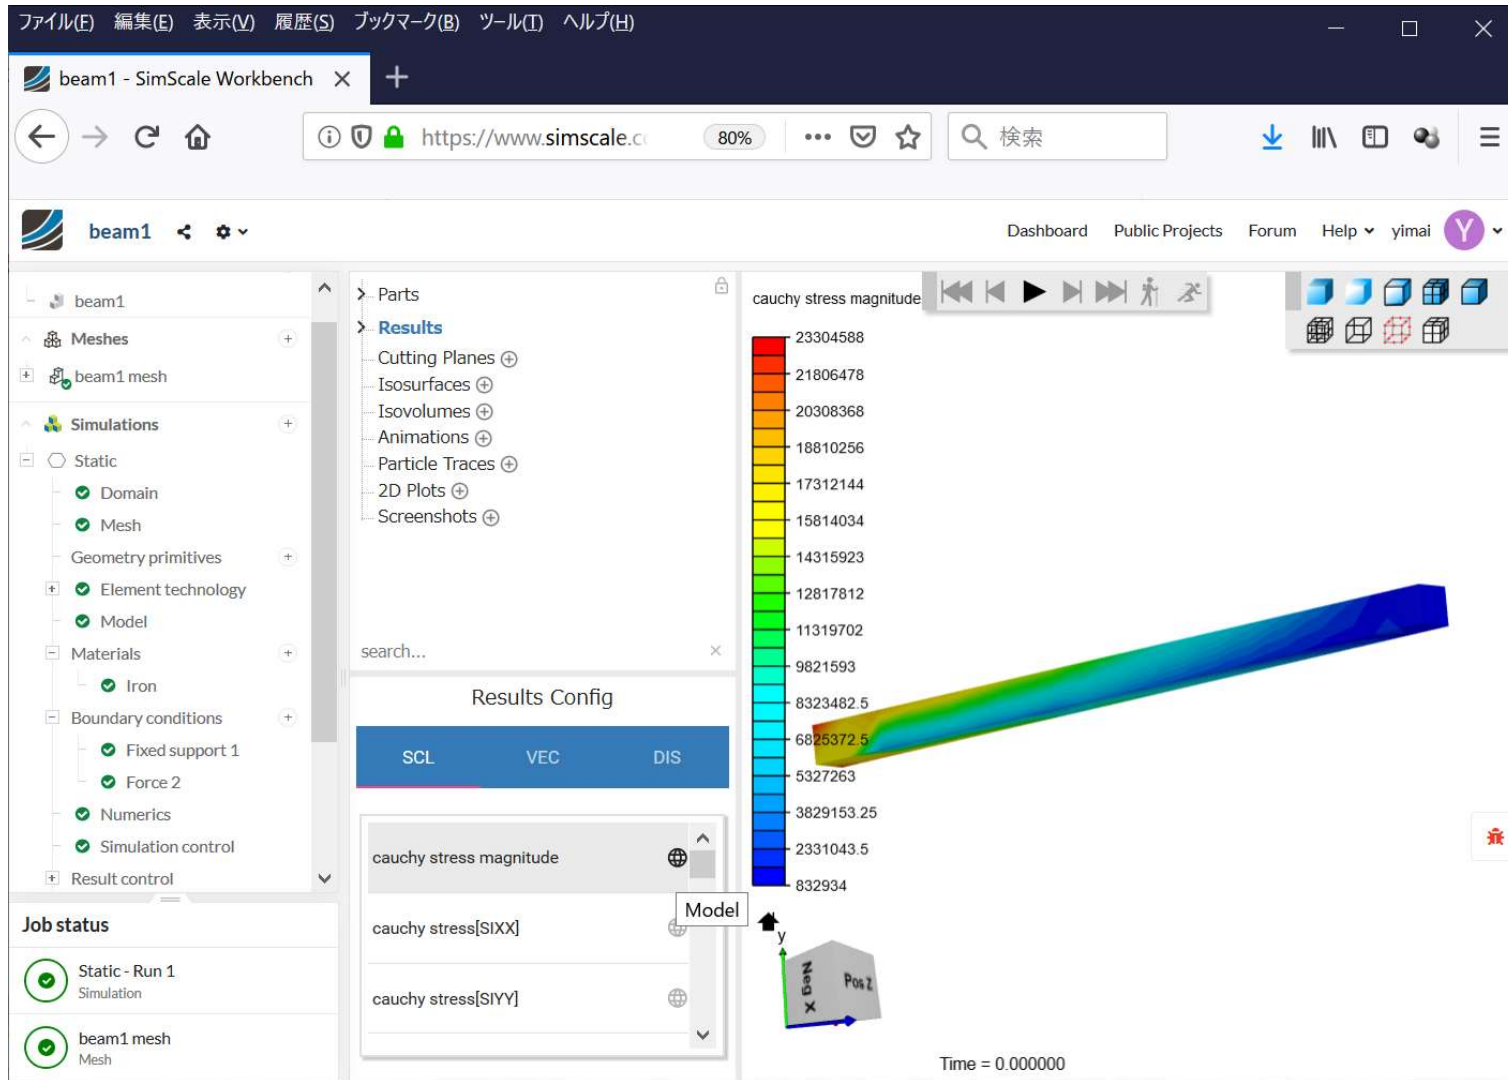 ファイル(F) 編集(E) 表示(V) 履歴(S) ブックマーク(B) ツール(T) ヘルプ(H)
beam1 - SimScale Workbench
https://www.simscale.c
80%
検索
beam1
Dashboard Public Projects Forum Help yimai Y
beam1
Meshes
beam1 mesh
Simulations
Static
Domain
Mesh
Geometry primitives
Element technology
Model
Materials
Iron
Boundary conditions
Fixed support 1
Force 2
Numerics
Simulation control
Result control
Job status
Static - Run 1
Simulation
beam1 mesh
Mesh
Parts
Results
Cutting Planes
Isosurfaces
Isovolumes
Animations
Particle Traces
2D Plots
Screenshots
search...
Results Config
SCL VEC DIS
cauchy stress magnitude
Model
cauchy stress[SIXX]
cauchy stress[SIYY]
cauchy stress magnitude
23304588
21806478
20308368
18810256
17312144
15814034
14315923
12817812
11319702
9821593
8323482.5
6825372.5
5327263
3829153.25
2331043.5
832934
y
Neg X
Pos Z
Time = 0.000000